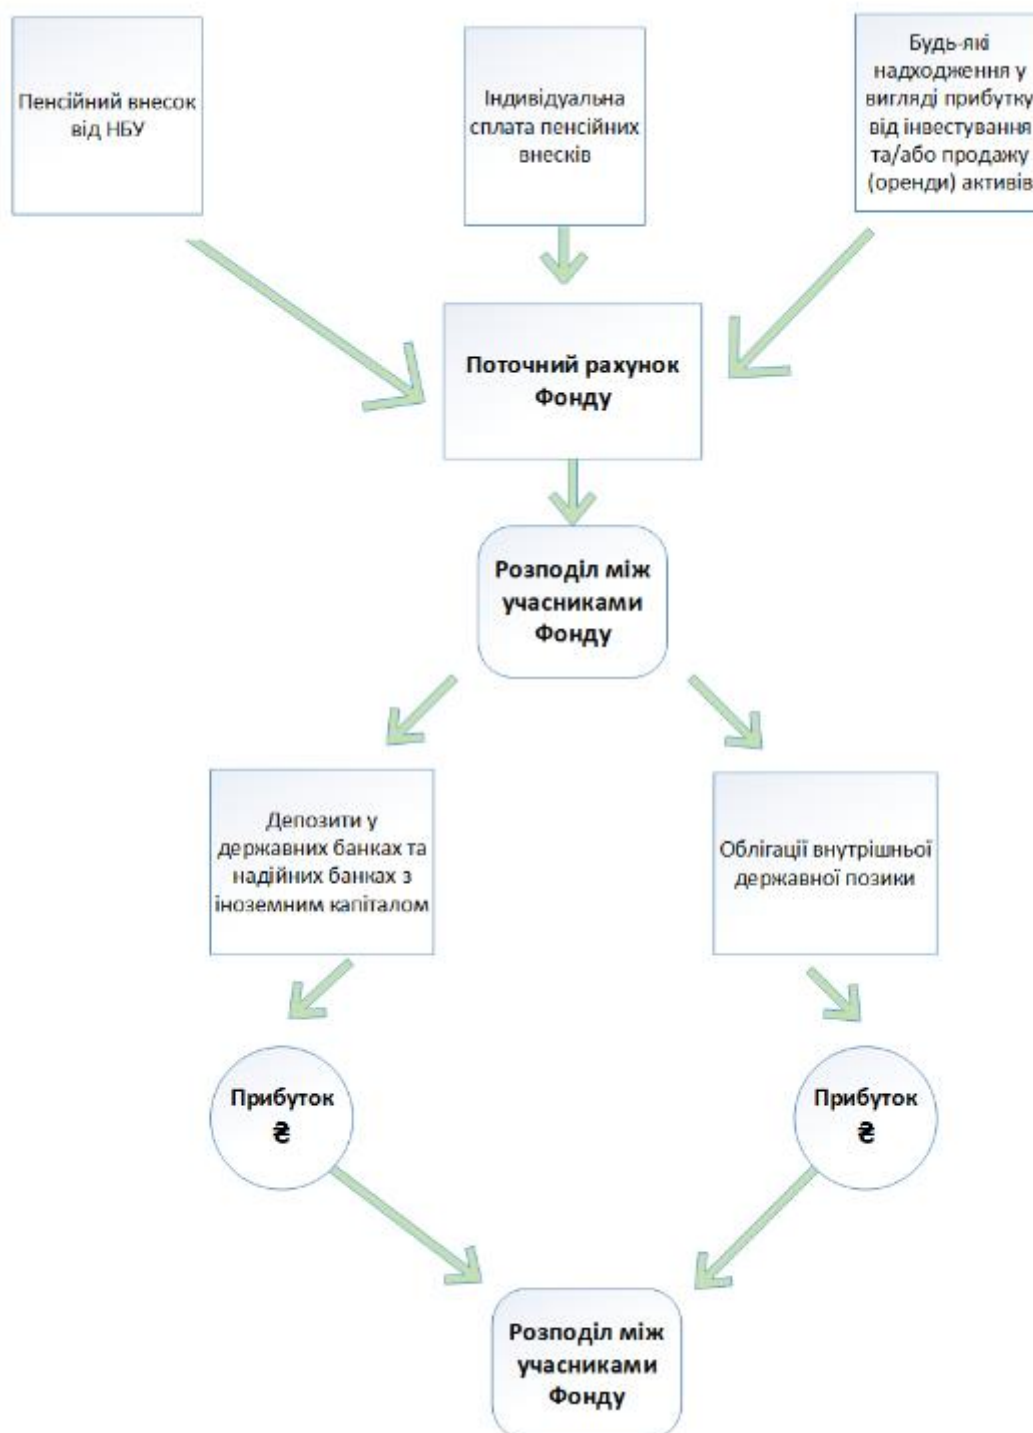 Пенсійний внесок
від НБУ
Індивідуальна
сплата пенсійних
внесків
Будь-які
надходження у
вигляді прибутку
від інвестування
та/або продажу
(оренди) активів
Поточний рахунок
Фонду
Розподіл між
учасниками
Фонду
Депозити у
державних банках та
надійних банках з
іноземним капіталом
Облігації внутрішньої
державної позики
Прибуток
₴
Прибуток
₴
Розподіл між
учасниками
Фонду